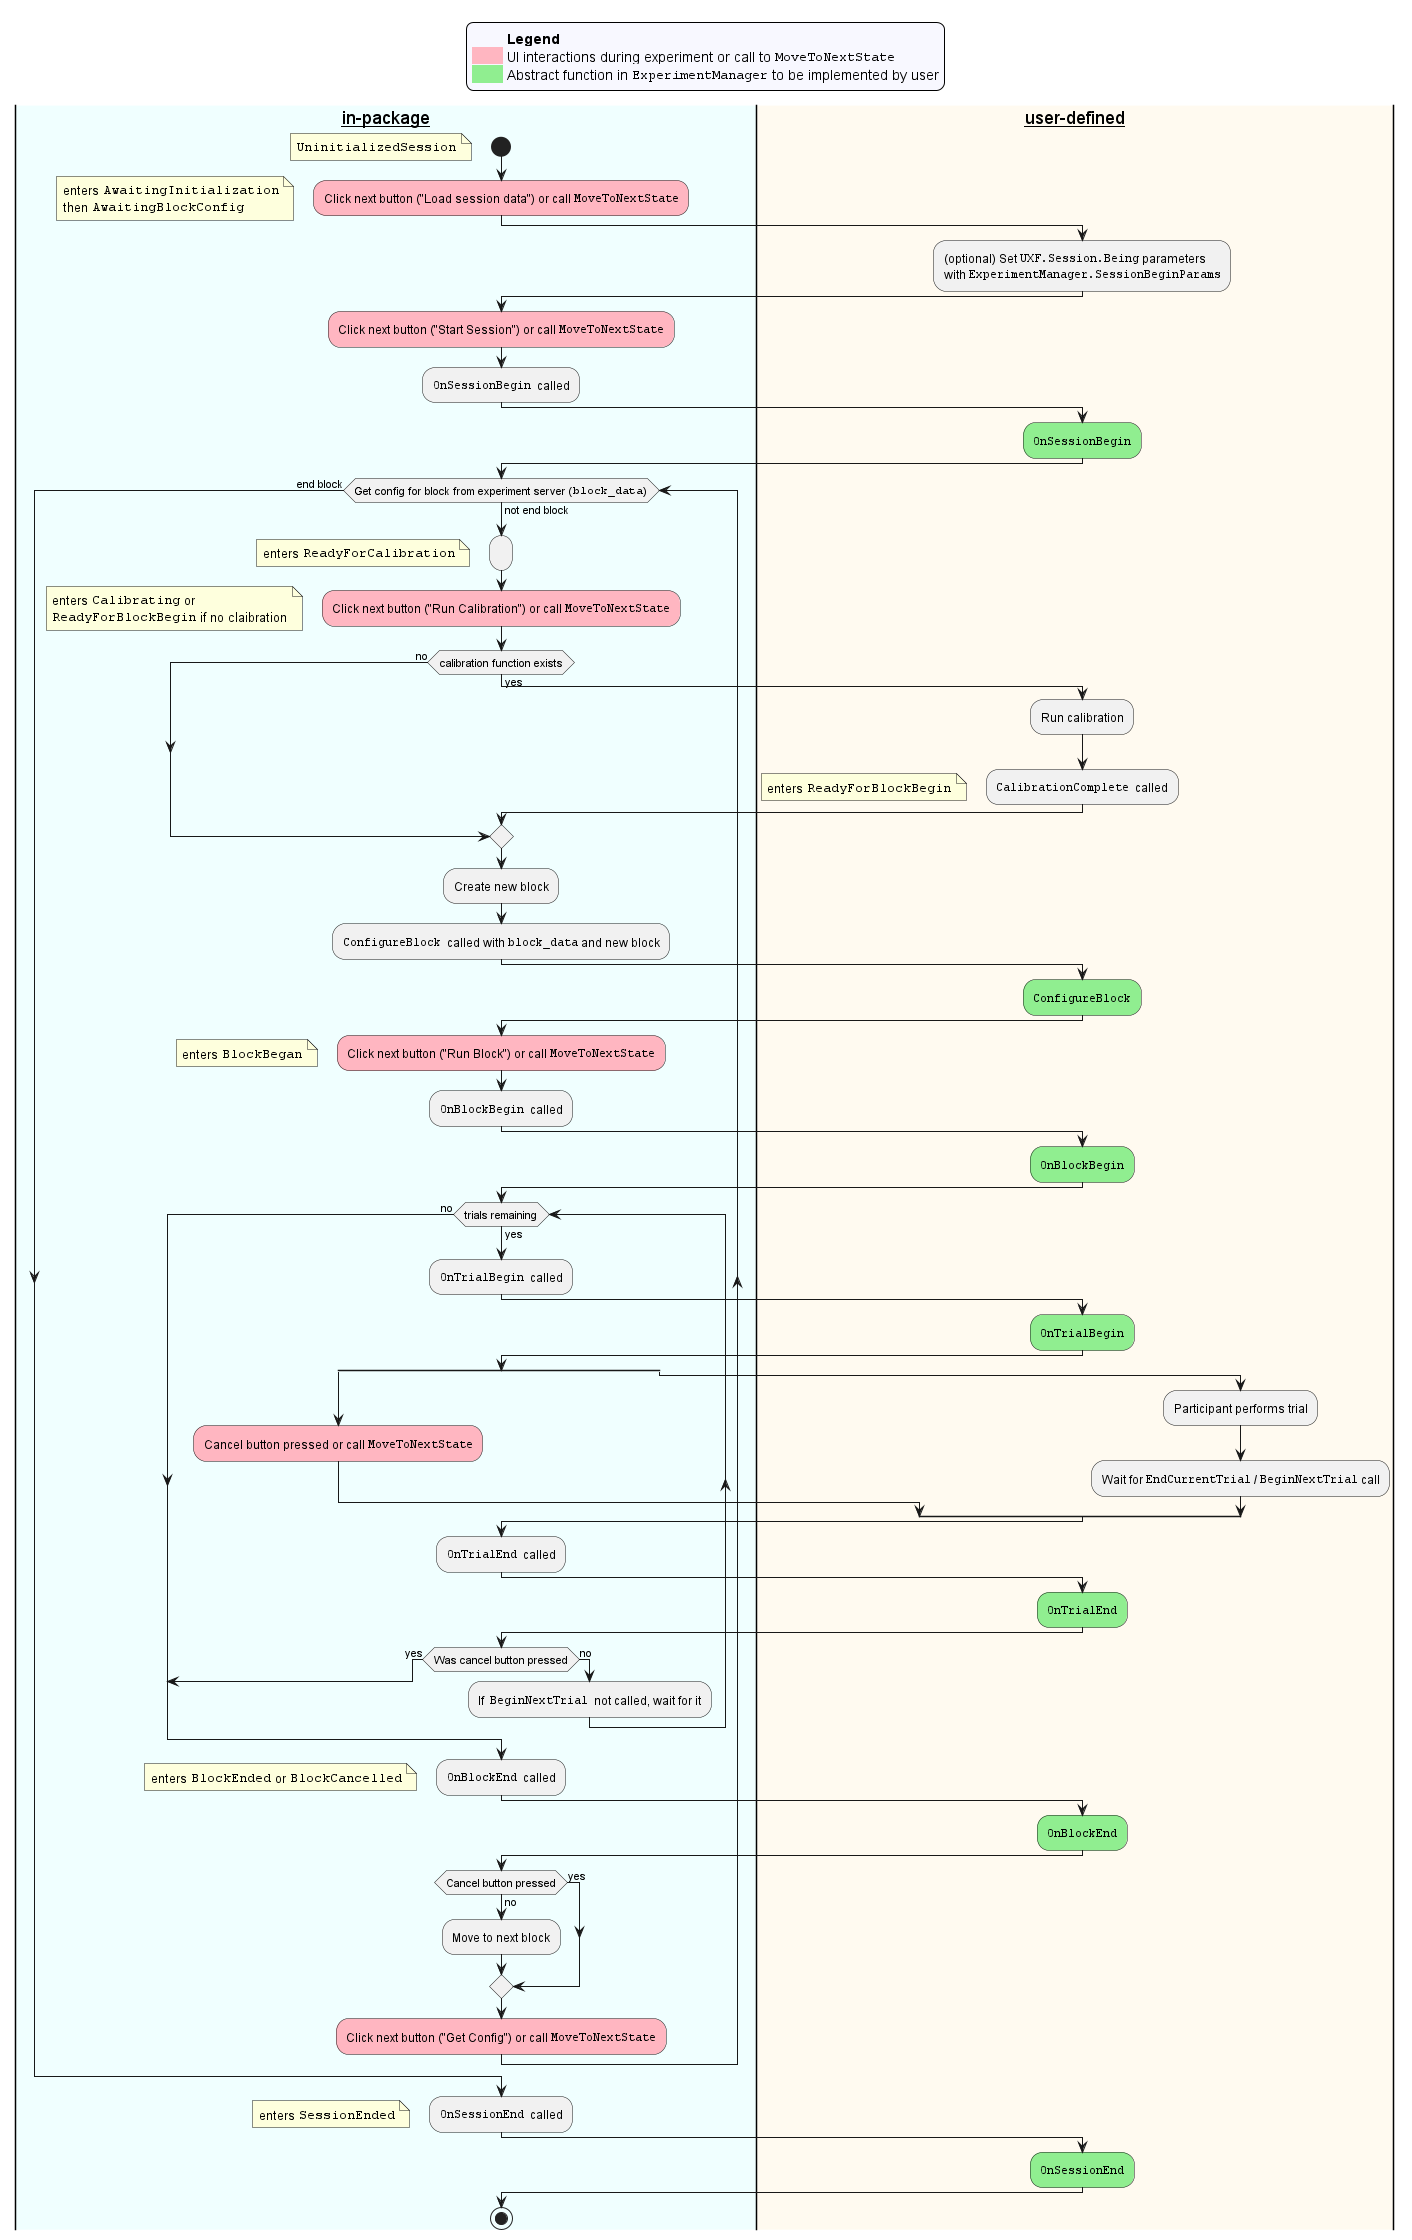 Legend
UI interactions during experiment or call to MoveToNextState
Abstract function in ExperimentManager to be implemented by user
in-package
user-defined
UninitializedSession
enters AwaitingInitialization
then AwaitingBlockConfig
Click next button ("Load session data") or call MoveToNextState
(optional) Set UXF.Session.Being parameters
with ExperimentManager.SessionBeginParams
Click next button ("Start Session") or call MoveToNextState
OnSessionBegin called
OnSessionBegin
end block
Get config for block from experiment server (block_data)
not end block
enters ReadyForCalibration
enters Calibrating or
ReadyForBlockBegin if no claibration
Click next button ("Run Calibration") or call MoveToNextState
no
calibration function exists
yes
Run calibration
enters ReadyForBlockBegin
CalibrationComplete called
Create new block
ConfigureBlock called with block_data and new block
ConfigureBlock
enters BlockBegan
Click next button ("Run Block") or call MoveToNextState
OnBlockBegin called
OnBlockBegin
no
trials remaining
yes
OnTrialBegin called
OnTrialBegin
Participant performs trial
Cancel button pressed or call MoveToNextState
Wait for EndCurrentTrial / BeginNextTrial call
OnTrialEnd called
OnTrialEnd
yes
Was cancel button pressed
no
If BeginNextTrial not called, wait for it
enters BlockEnded or BlockCancelled
OnBlockEnd called
OnBlockEnd
Cancel button pressed
yes
no
Move to next block
Click next button ("Get Config") or call MoveToNextState
enters SessionEnded
OnSessionEnd called
OnSessionEnd